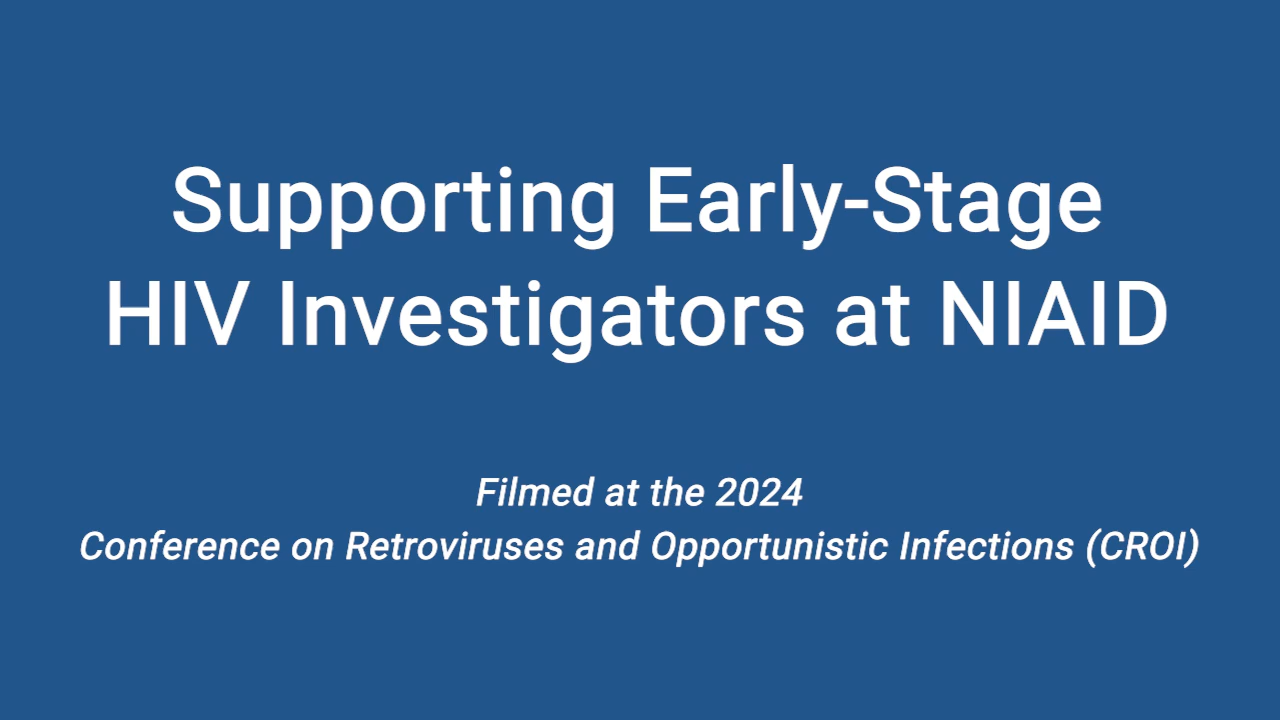 Supporting Early-Stage
HIV Investigators at NIAID
Filmed at the 2024
Conference on Retroviruses and Opportunistic Infections (CROI)